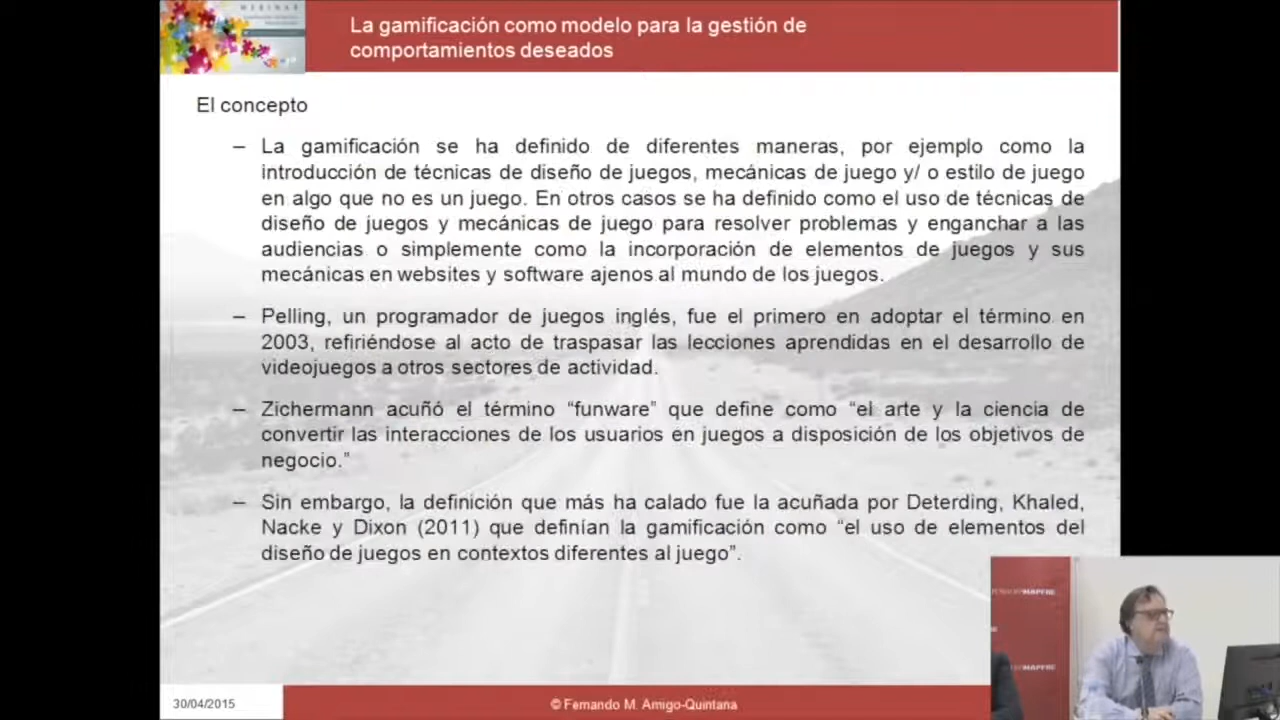 WEBINAR
La gamificación como modelo para la gestión de
comportamientos deseados
El concepto
– La gamificación se ha definido de diferentes maneras, por ejemplo como la
introducción de técnicas de diseño de juegos, mecánicas de juego y/ o estilo de juego
en algo que no es un juego. En otros casos se ha definido como el uso de técnicas de
diseño de juegos y mecánicas de juego para resolver problemas y enganchar a las
audiencias o simplemente como la incorporación de elementos de juegos y sus
mecánicas en websites y software ajenos al mundo de los juegos.
– Pelling, un programador de juegos inglés, fue el primero en adoptar el término en
2003, refiriéndose al acto de traspasar las lecciones aprendidas en el desarrollo de
videojuegos a otros sectores de actividad.
– Zichermann acuñó el término “funware” que define como “el arte y la ciencia de
convertir las interacciones de los usuarios en juegos a disposición de los objetivos de
negocio.”
– Sin embargo, la definición que más ha calado fue la acuñada por Deterding, Khaled,
Nacke y Dixon (2011) que definían la gamificación como “el uso de elementos del
diseño de juegos en contextos diferentes al juego”.
MAPFRE
MAPFRE
30/04/2015
© Fernando M. Amigo-Quintana